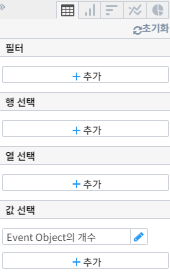 초기화
필터
+ 추가
행 선택
+ 추가
열 선택
+ 추가
값 선택
Event Object의 개수
+ 추가